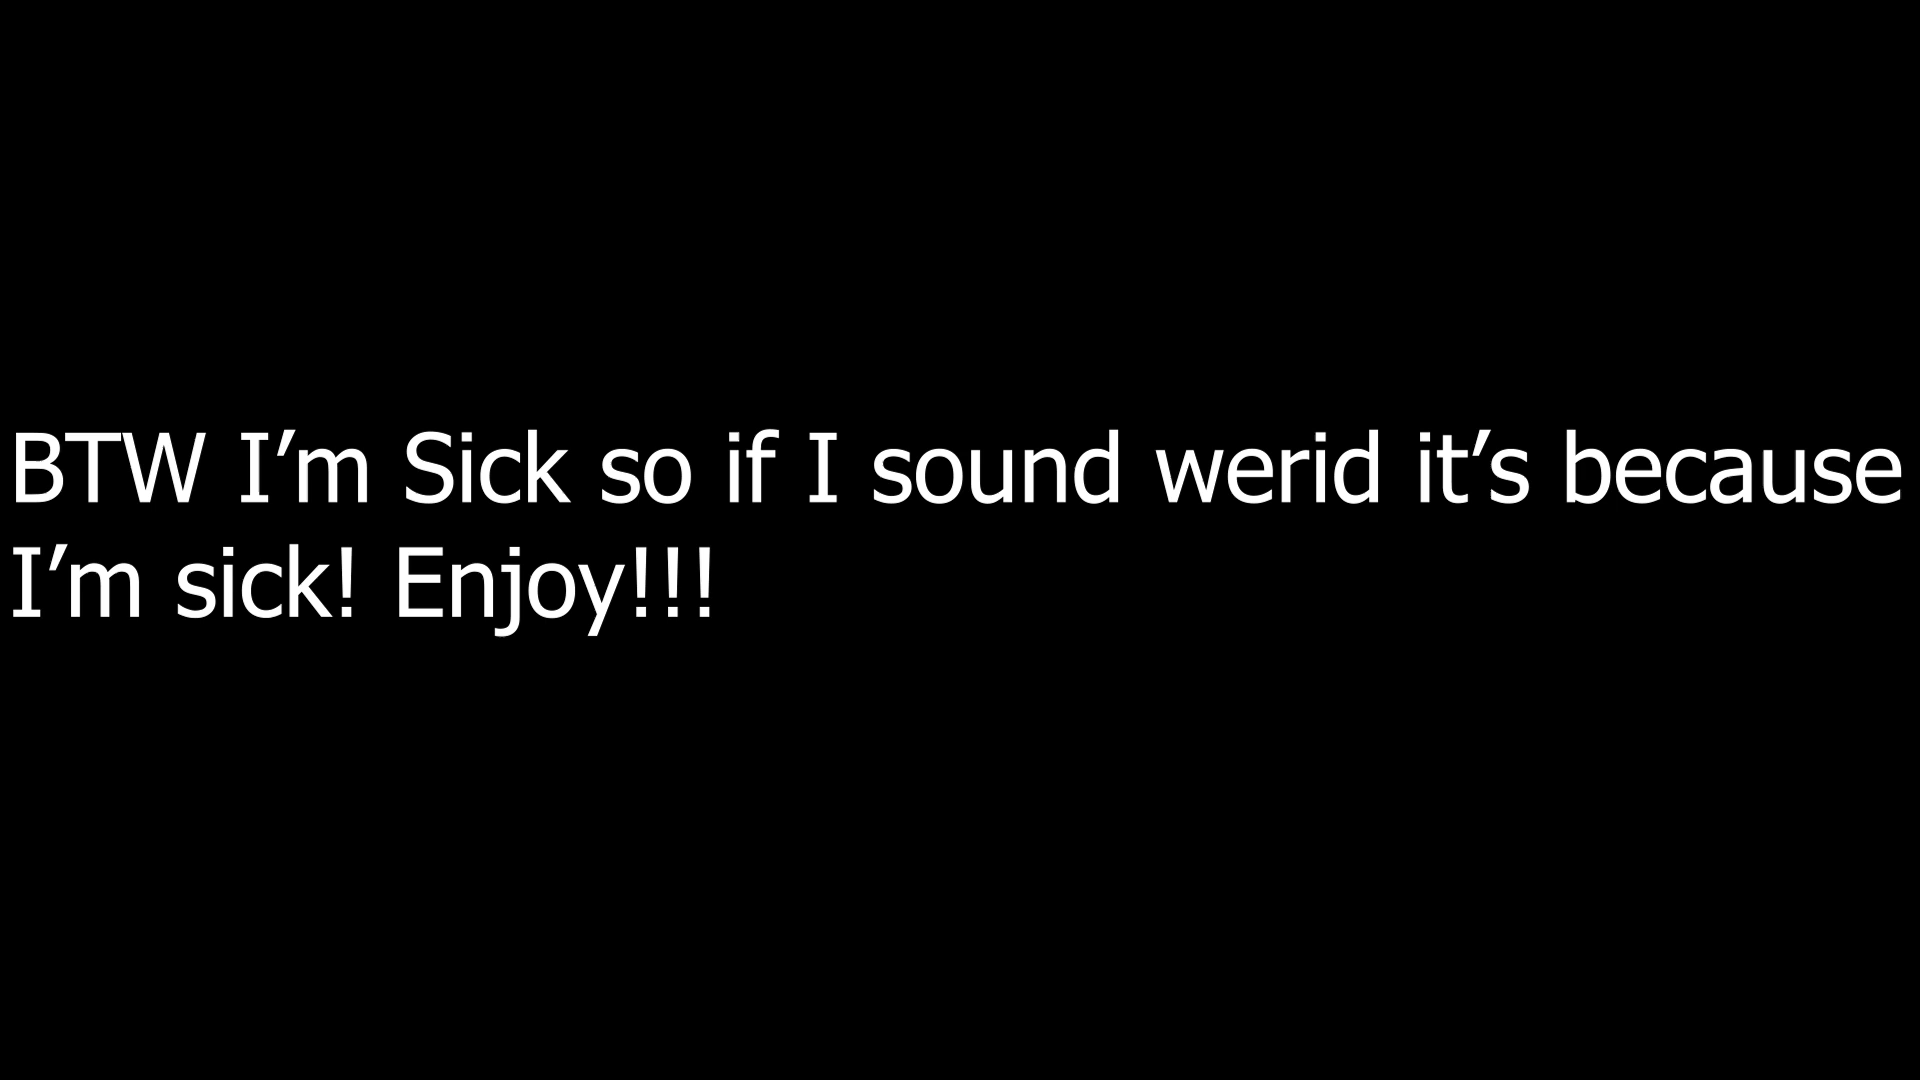 BTW I’m Sick so if I sound werid it’s because
I’m sick! Enjoy!!!